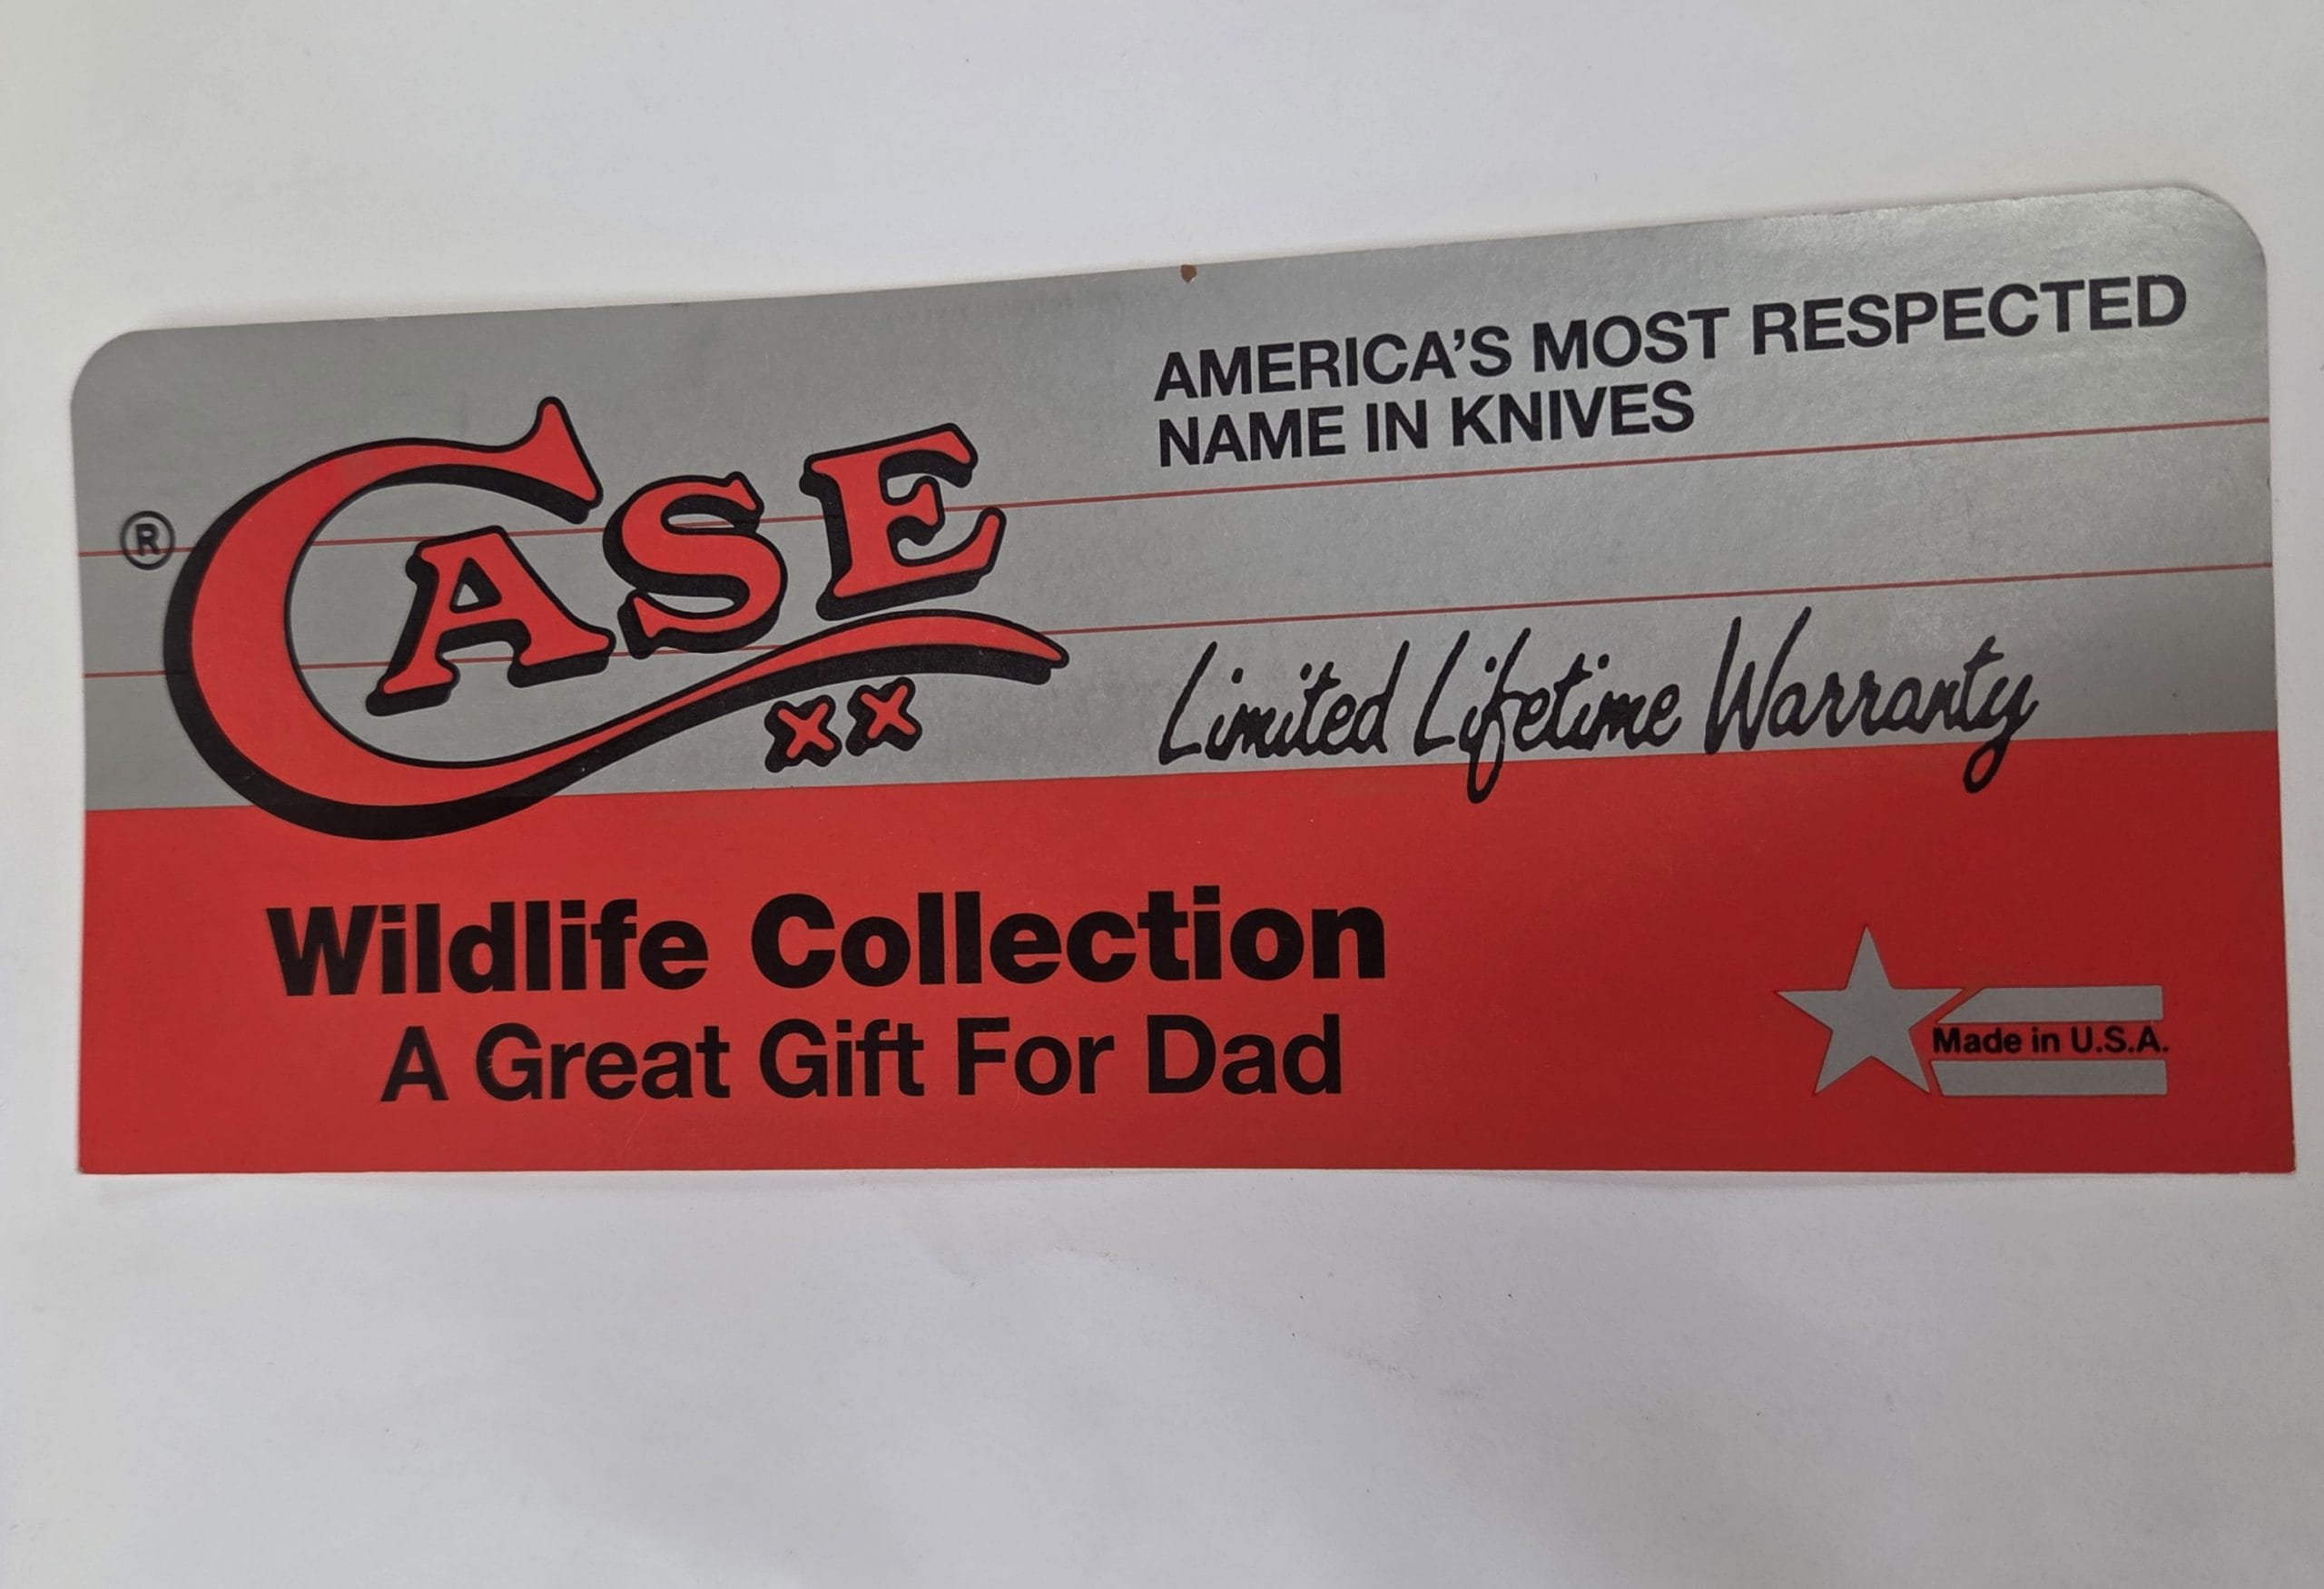 ®
CASE
XX
AMERICA'S MOST RESPECTED
NAME IN KNIVES
Limited Lifetime Warranty
Wildlife Collection
A Great Gift For Dad
Made in U.S.A.